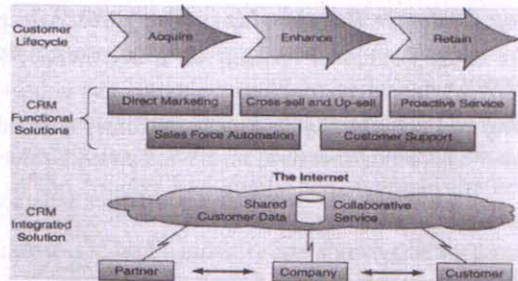 Customer
Lifecycle
Acquire
Enhance
Retain
CRM
Functional
Solutions
Direct Marketing
Cross-sell and Up-sell
Proactive Service
Sales Force Automation
Customer Support
The Internet
CRM
Integrated
Solution
Shared
Customer Data
Collaborative
Service
Partner
Company
Customer